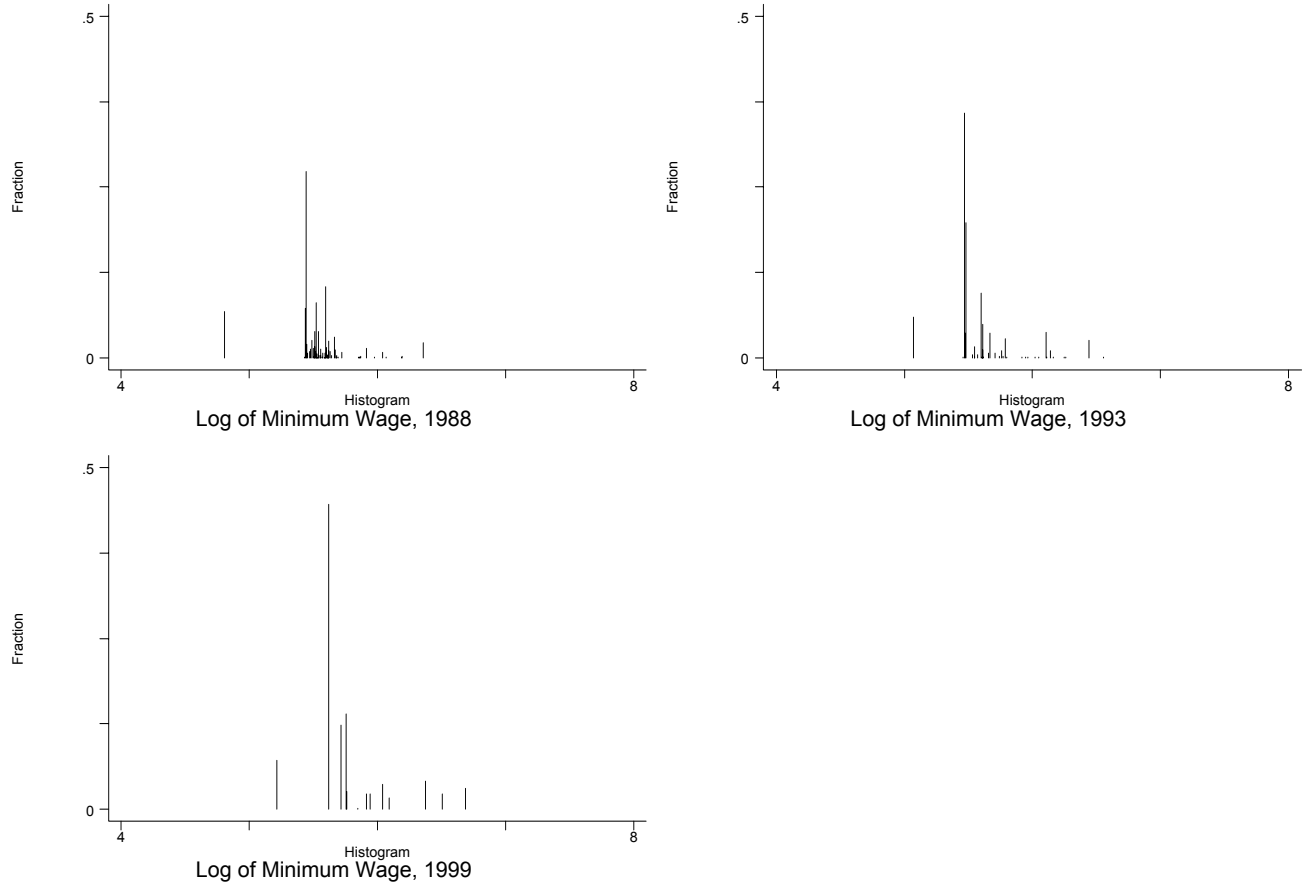 .5
Fraction
0
4
8
Histogram
Log of Minimum Wage, 1988
.5
Fraction
0
4
8
Histogram
Log of Minimum Wage, 1993
.5
Fraction
0
4
8
Histogram
Log of Minimum Wage, 1999